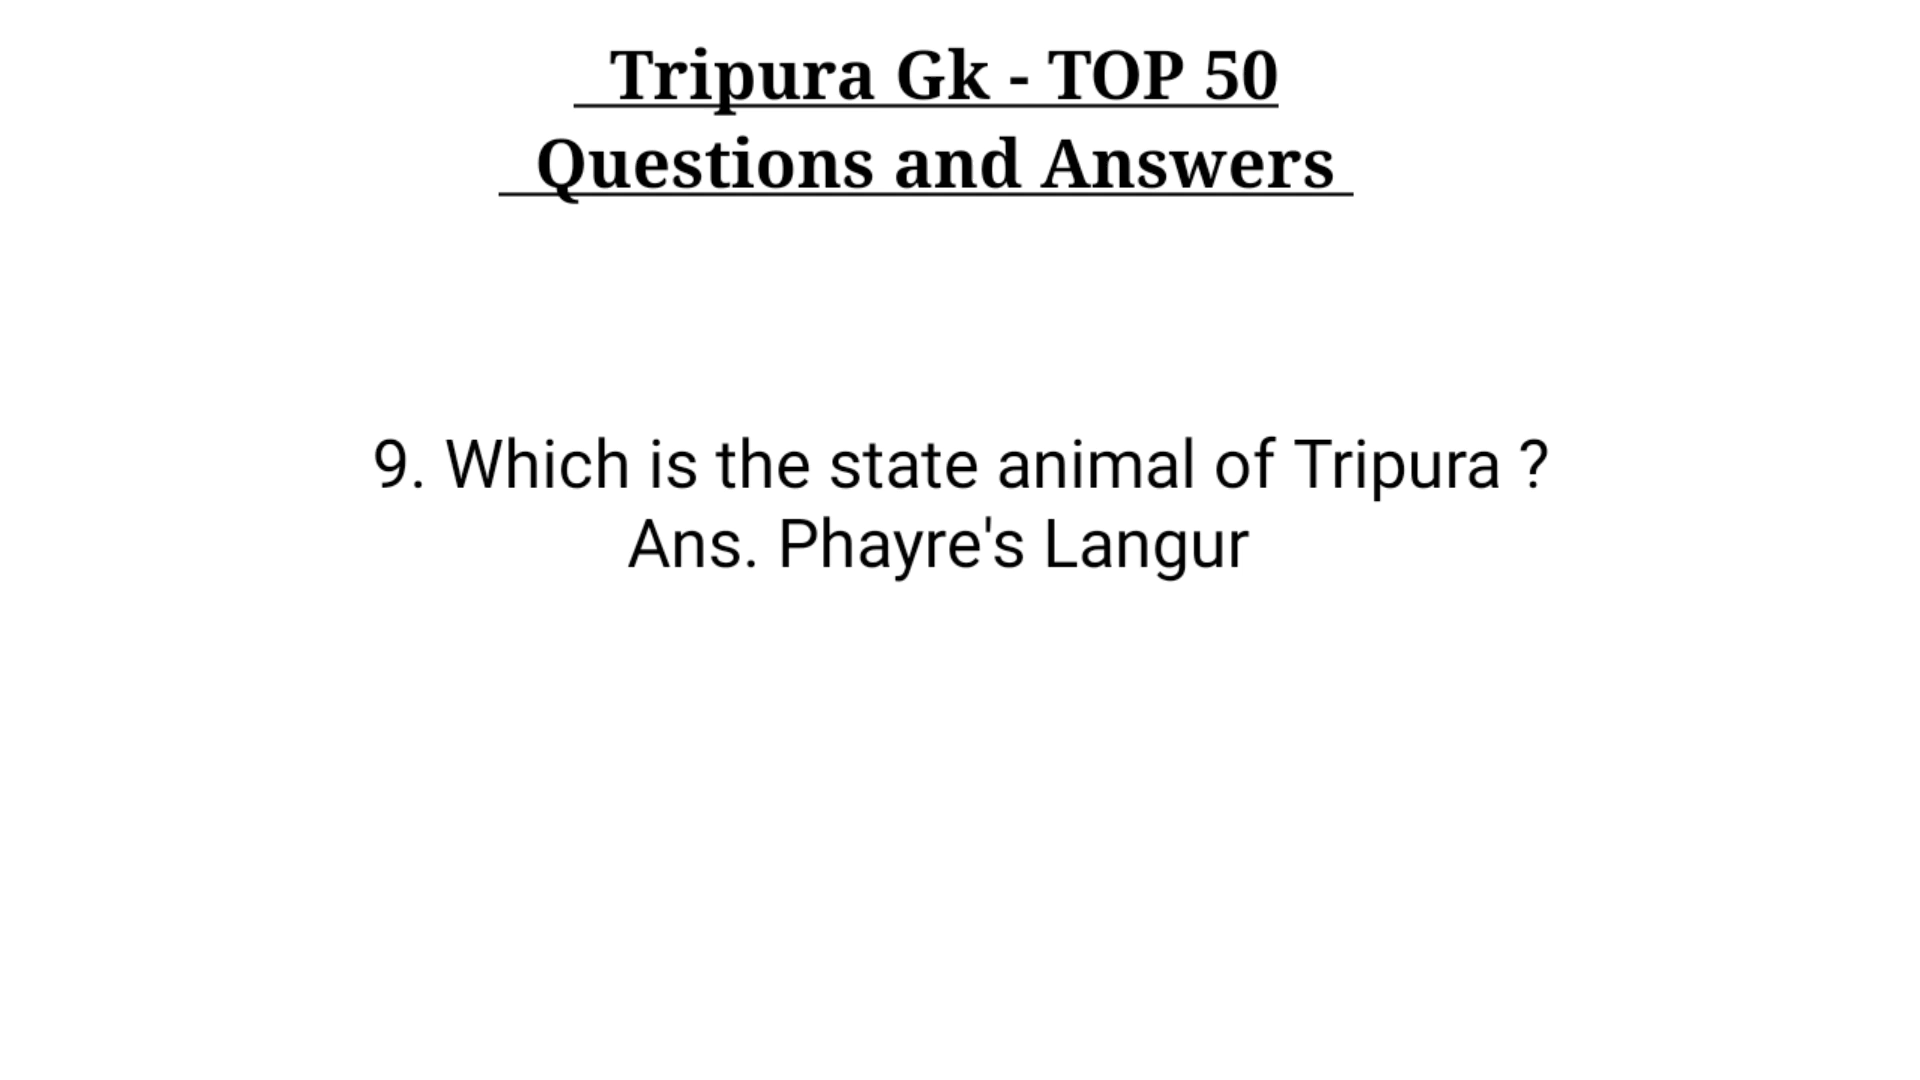 Tripura Gk - TOP 50
Questions and Answers
9. Which is the state animal of Tripura ?
Ans. Phayre's Langur